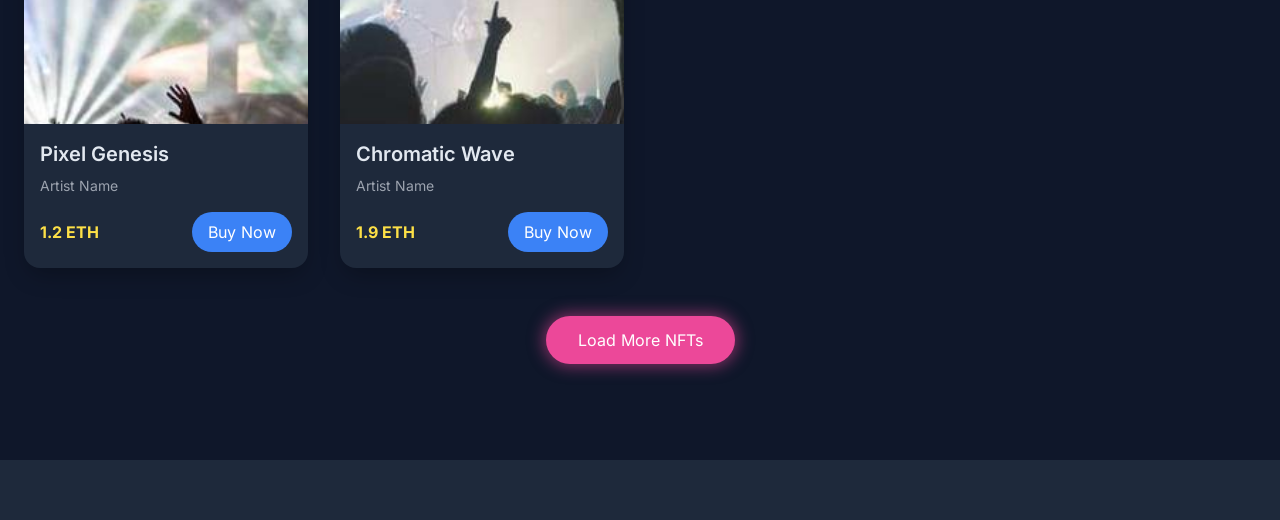 Pixel Genesis
Artist Name
1.2 ETH
Buy Now
Chromatic Wave
Artist Name
1.9 ETH
Buy Now
Load More NFTs